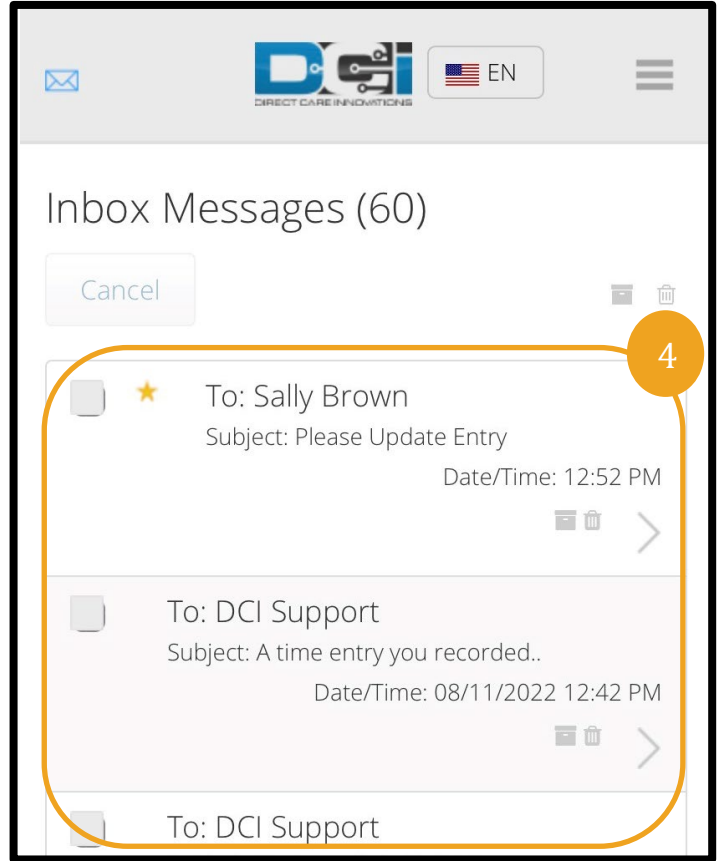 DCI
DIRECT CARE INNOVATIONS
EN
Inbox Messages (60)
Cancel
4
To: Sally Brown
Subject: Please Update Entry
Date/Time: 12:52 PM
To: DCI Support
Subject: A time entry you recorded..
Date/Time: 08/11/2022 12:42 PM
To: DCI Support